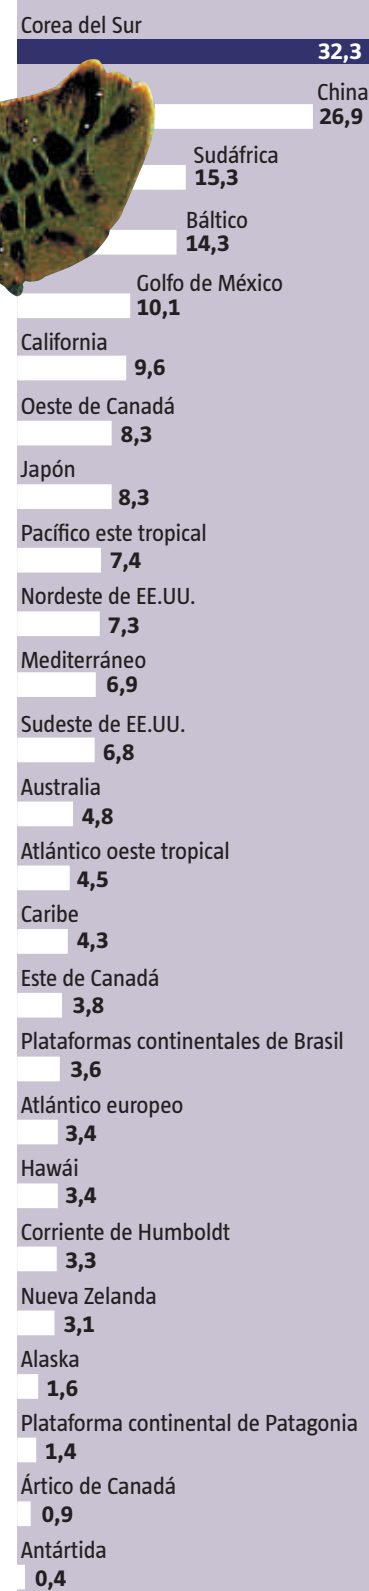 Corea del Sur
32,3
China
26,9
Sudáfrica
15,3
Báltico
14,3
Golfo de México
10,1
California
9,6
Oeste de Canadá
8,3
Japón
8,3
Pacífico este tropical
7,4
Nordeste de EE.UU.
7,3
Mediterráneo
6,9
Sudeste de EE.UU.
6,8
Australia
4,8
Atlántico oeste tropical
4,5
Caribe
4,3
Este de Canadá
3,8
Plataformas continentales de Brasil
3,6
Atlántico europeo
3,4
Hawái
3,4
Corriente de Humboldt
3,3
Nueva Zelanda
3,1
Alaska
1,6
Plataforma continental de Patagonia
1,4
Ártico de Canadá
0,9
Antártida
0,4